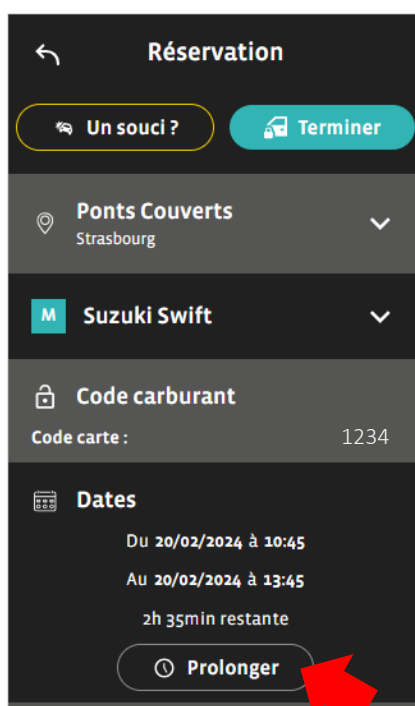 Réservation
Un souci ?
Terminer
Ponts Couverts
Strasbourg
M Suzuki Swift
Code carburant
Code carte : 1234
Dates
Du 20/02/2024 à 10:45
Au 20/02/2024 à 13:45
2h 35min restante
Prolonger